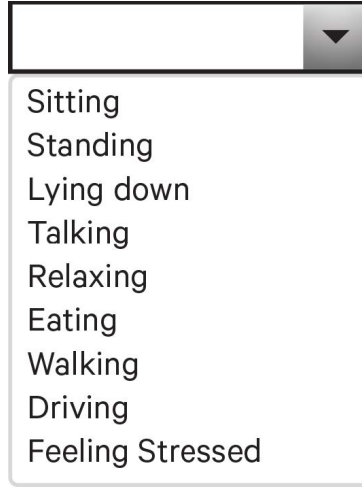 Sitting
Standing
Lying down
Talking
Relaxing
Eating
Walking
Driving
Feeling Stressed